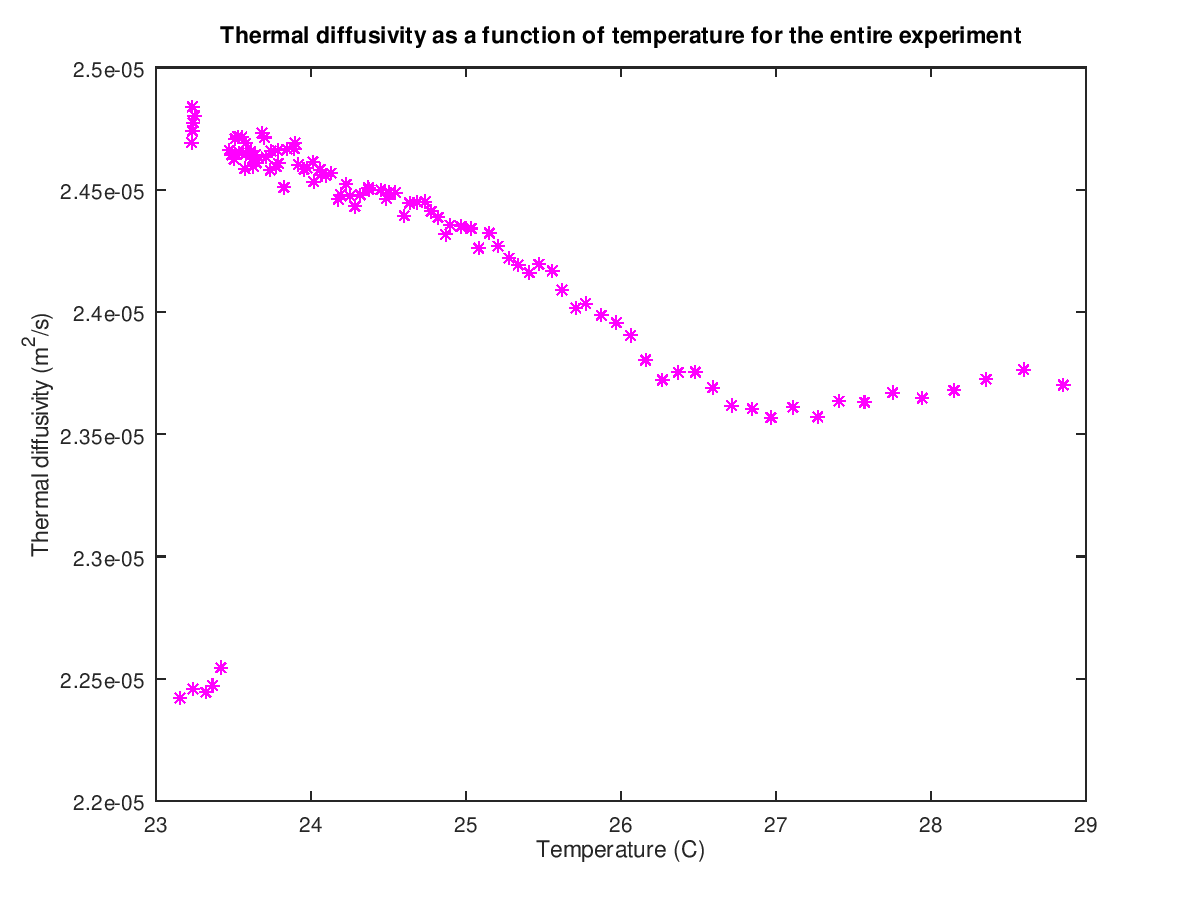 Thermal diffusivity as a function of temperature for the entire experiment
2.5e-05
2.45e-05
2.4e-05
2.35e-05
2.3e-05
2.25e-05
2.2e-05
Thermal diffusivity (m^2/s)
23 24 25 26 27 28 29
Temperature (C)